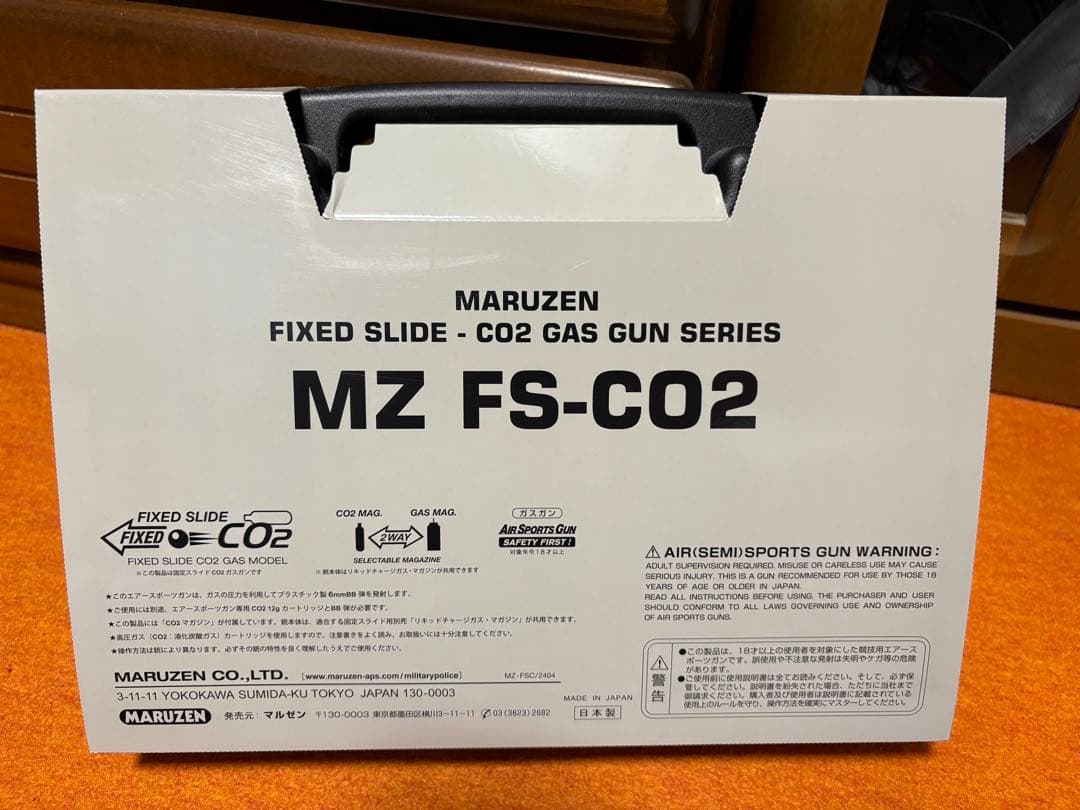 MARUZEN
FIXED SLIDE - CO2 GAS GUN SERIES
MZ FS-CO2
FIXED SLIDE
FIXED CO2
FIXED SLIDE CO2 GAS MODEL
※この製品は固定スライドCO2ガスガンです
CO2 MAG. GAS MAG.
2WAY
SELECTABLE MAGAZINE
※ 銃本体はリキッドチャージガス・マガジンが共用できます
ガスガン
AIR SPORTS GUN
SAFETY FIRST!
対象年令18才以上
★このエアースポーツガンは、ガスの圧力を利用してプラスチック製6mmBB弾を発射します。
★ご使用には別途、エアースポーツガン専用CO2 12gカートリッジとBB弾が必要です。
★この製品には「CO2マガジン」が付属しています。銃本体は、適合する固定スライド用別売「リキッドチャージガス・マガジン」が共用できます。
★高圧ガス（CO2：液化炭酸ガス）カートリッジを使用しますので、注意書きをよく読み、お取扱いには十分注意してください。
★操作方法は銃により異なります。必ずその銃の特性を良く理解したうえでご使用ください。
MARUZEN CO.,LTD. [www.maruzen-aps.com/militarypolice] MZ-FSC/2404
3-11-11 YOKOKAWA SUMIDA-KU TOKYO JAPAN 130-0003
MARUZEN 発売元：マルゼン 〒130-0003 東京都墨田区横川3-11-11 ✆03(3623)2682
MADE IN JAPAN
日本製
⚠ AIR(SEMI)SPORTS GUN WARNING:
ADULT SUPERVISION REQUIRED. MISUSE OR CARELESS USE MAY CAUSE
SERIOUS INJURY. THIS IS A GUN RECOMMENDED FOR USE BY THOSE 18
YEARS OF AGE OR OLDER IN JAPAN.
READ ALL INSTRUCTIONS BEFORE USING. THE PURCHASER AND USER
SHOULD CONFORM TO ALL LAWS GOVERNING USE AND OWNERSHIP
OF AIR SPORTS GUNS.
⚠警告
●この製品は、18才以上の使用者を対象にした競技用エアース
ポーツガンです。誤使用や不注意な発射は失明やケガ等の危険
があります。
●ご使用前に使用説明書は全てお読みください。そして、必ず保
管してください。説明書を紛失された場合、ただちに当社まで
御請求ください。購入者及び使用者は説明書に記載されている
使用上のルールを守り、操作方法を確実にマスターしてください。